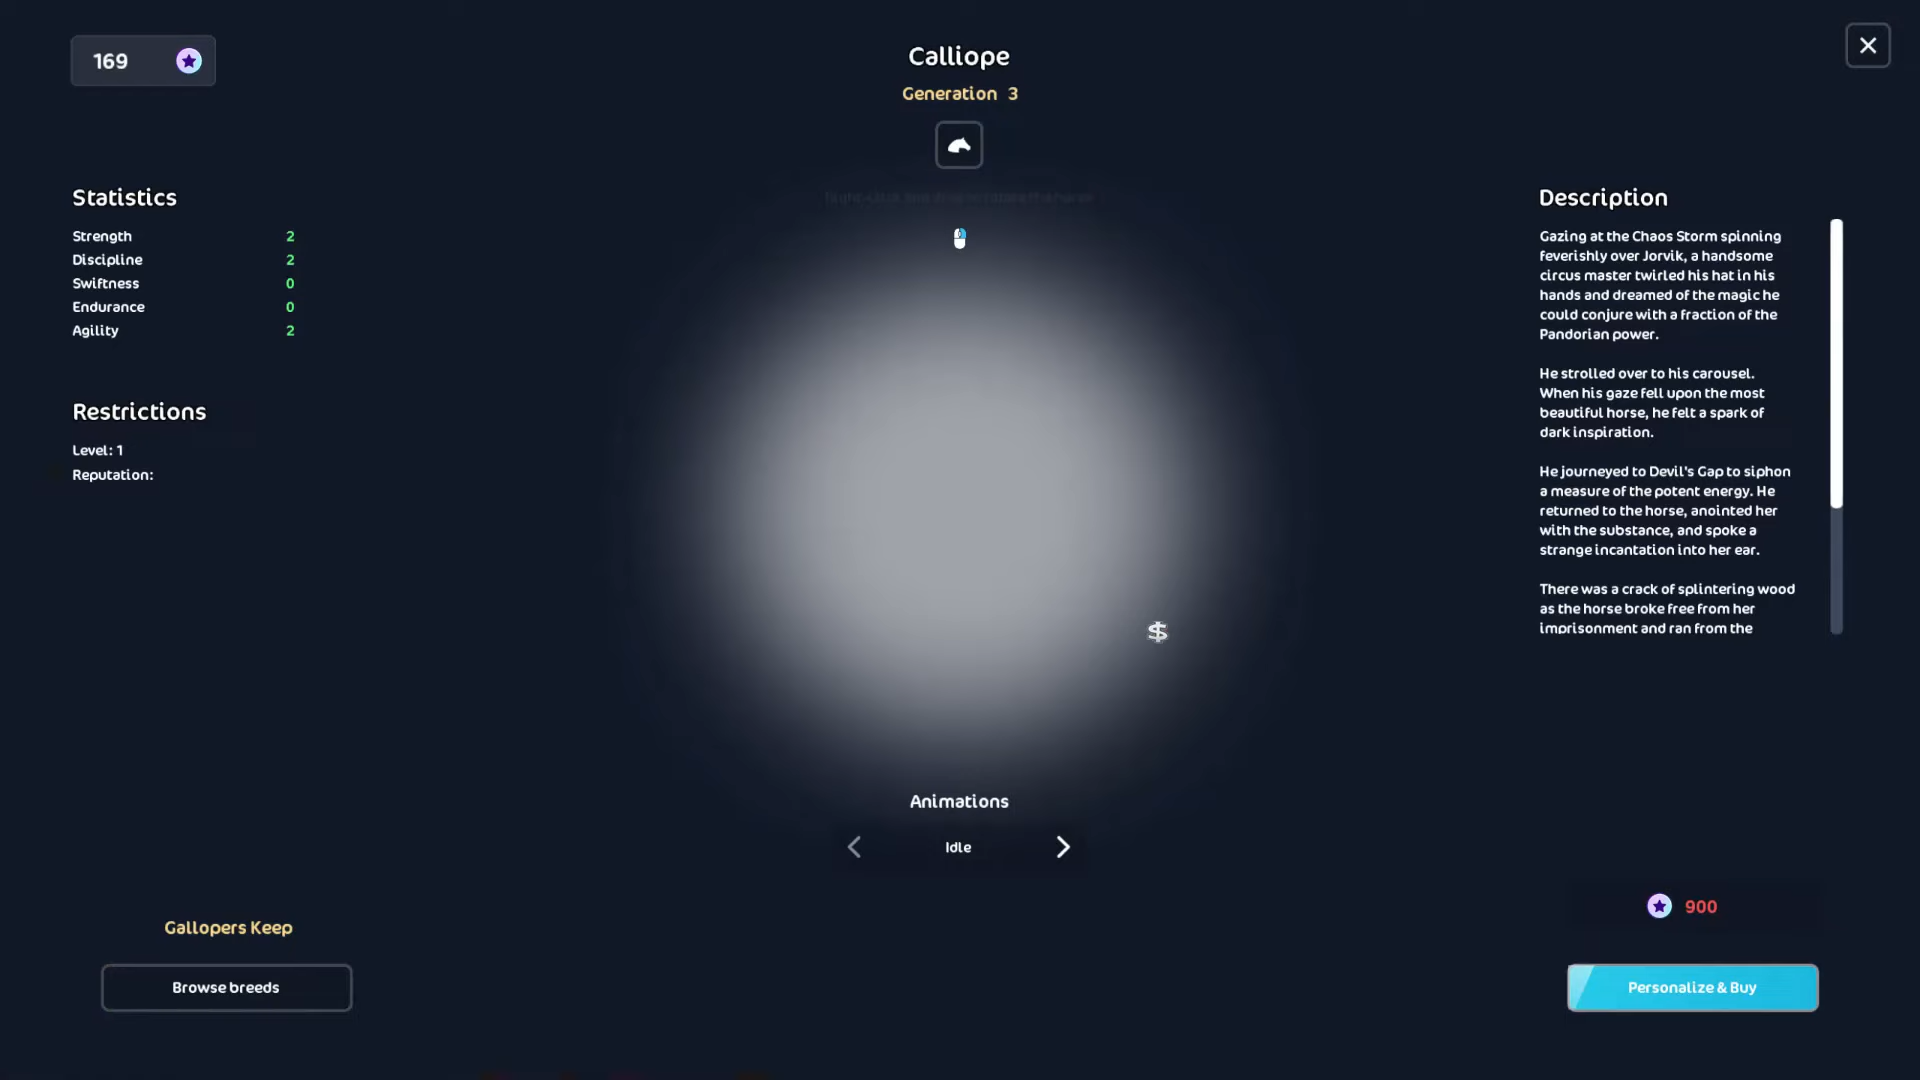 169
Calliope
Generation 3
Statistics
Strength 2
Discipline 2
Swiftness 0
Endurance 0
Agility 2
Restrictions
Level: 1
Reputation:
Description
Gazing at the Chaos Storm spinning
feverishly over Jorvik, a handsome
circus master twirled his hat in his
hands and dreamed of the magic he
could conjure with a fraction of the
Pandorian power.
He strolled over to his carousel.
When his gaze fell upon the most
beautiful horse, he felt a spark of
dark inspiration.
He journeyed to Devil's Gap to siphon
a measure of the potent energy. He
returned to the horse, anointed her
with the substance, and spoke a
strange incantation into her ear.
There was a crack of splintering wood
as the horse broke free from her
imprisonment and ran from the
$
Animations
Idle
Gallopers Keep
Browse breeds
900
Personalize & Buy